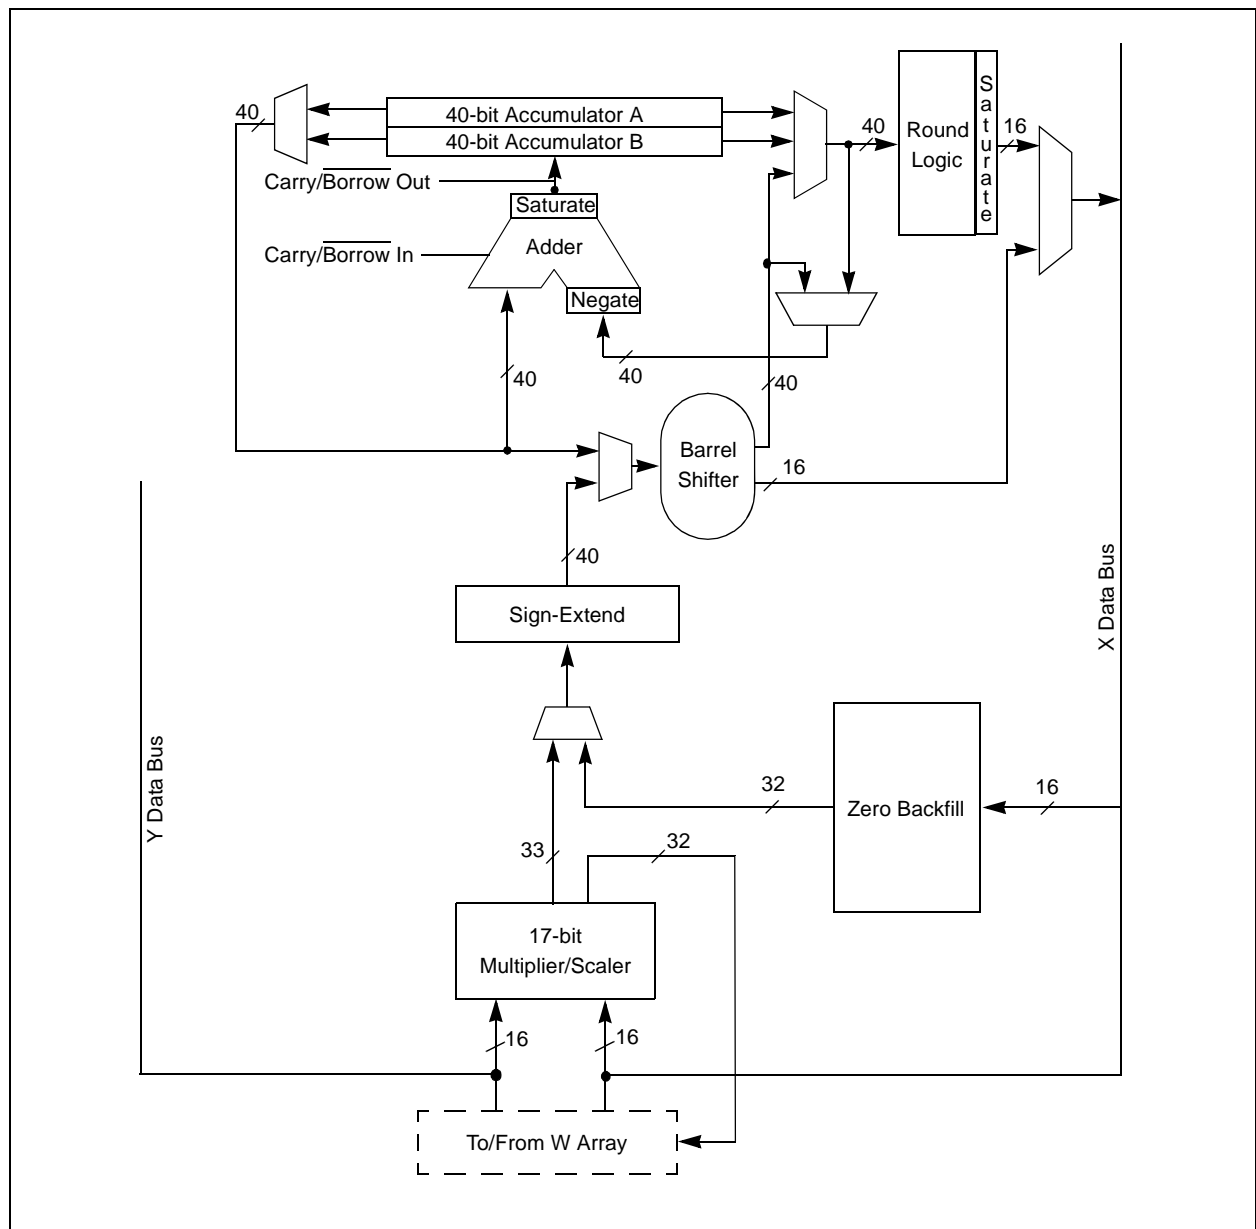 40
40-bit Accumulator A
40-bit Accumulator B
40
Round
Logic
Saturate
16
Carry/Borrow Out
Saturate
Carry/Borrow In
Adder
Negate
40
40
40
Barrel
Shifter
16
40
Sign-Extend
X Data Bus
Y Data Bus
32
Zero Backfill
16
33
32
17-bit
Multiplier/Scaler
16
16
To/From W Array